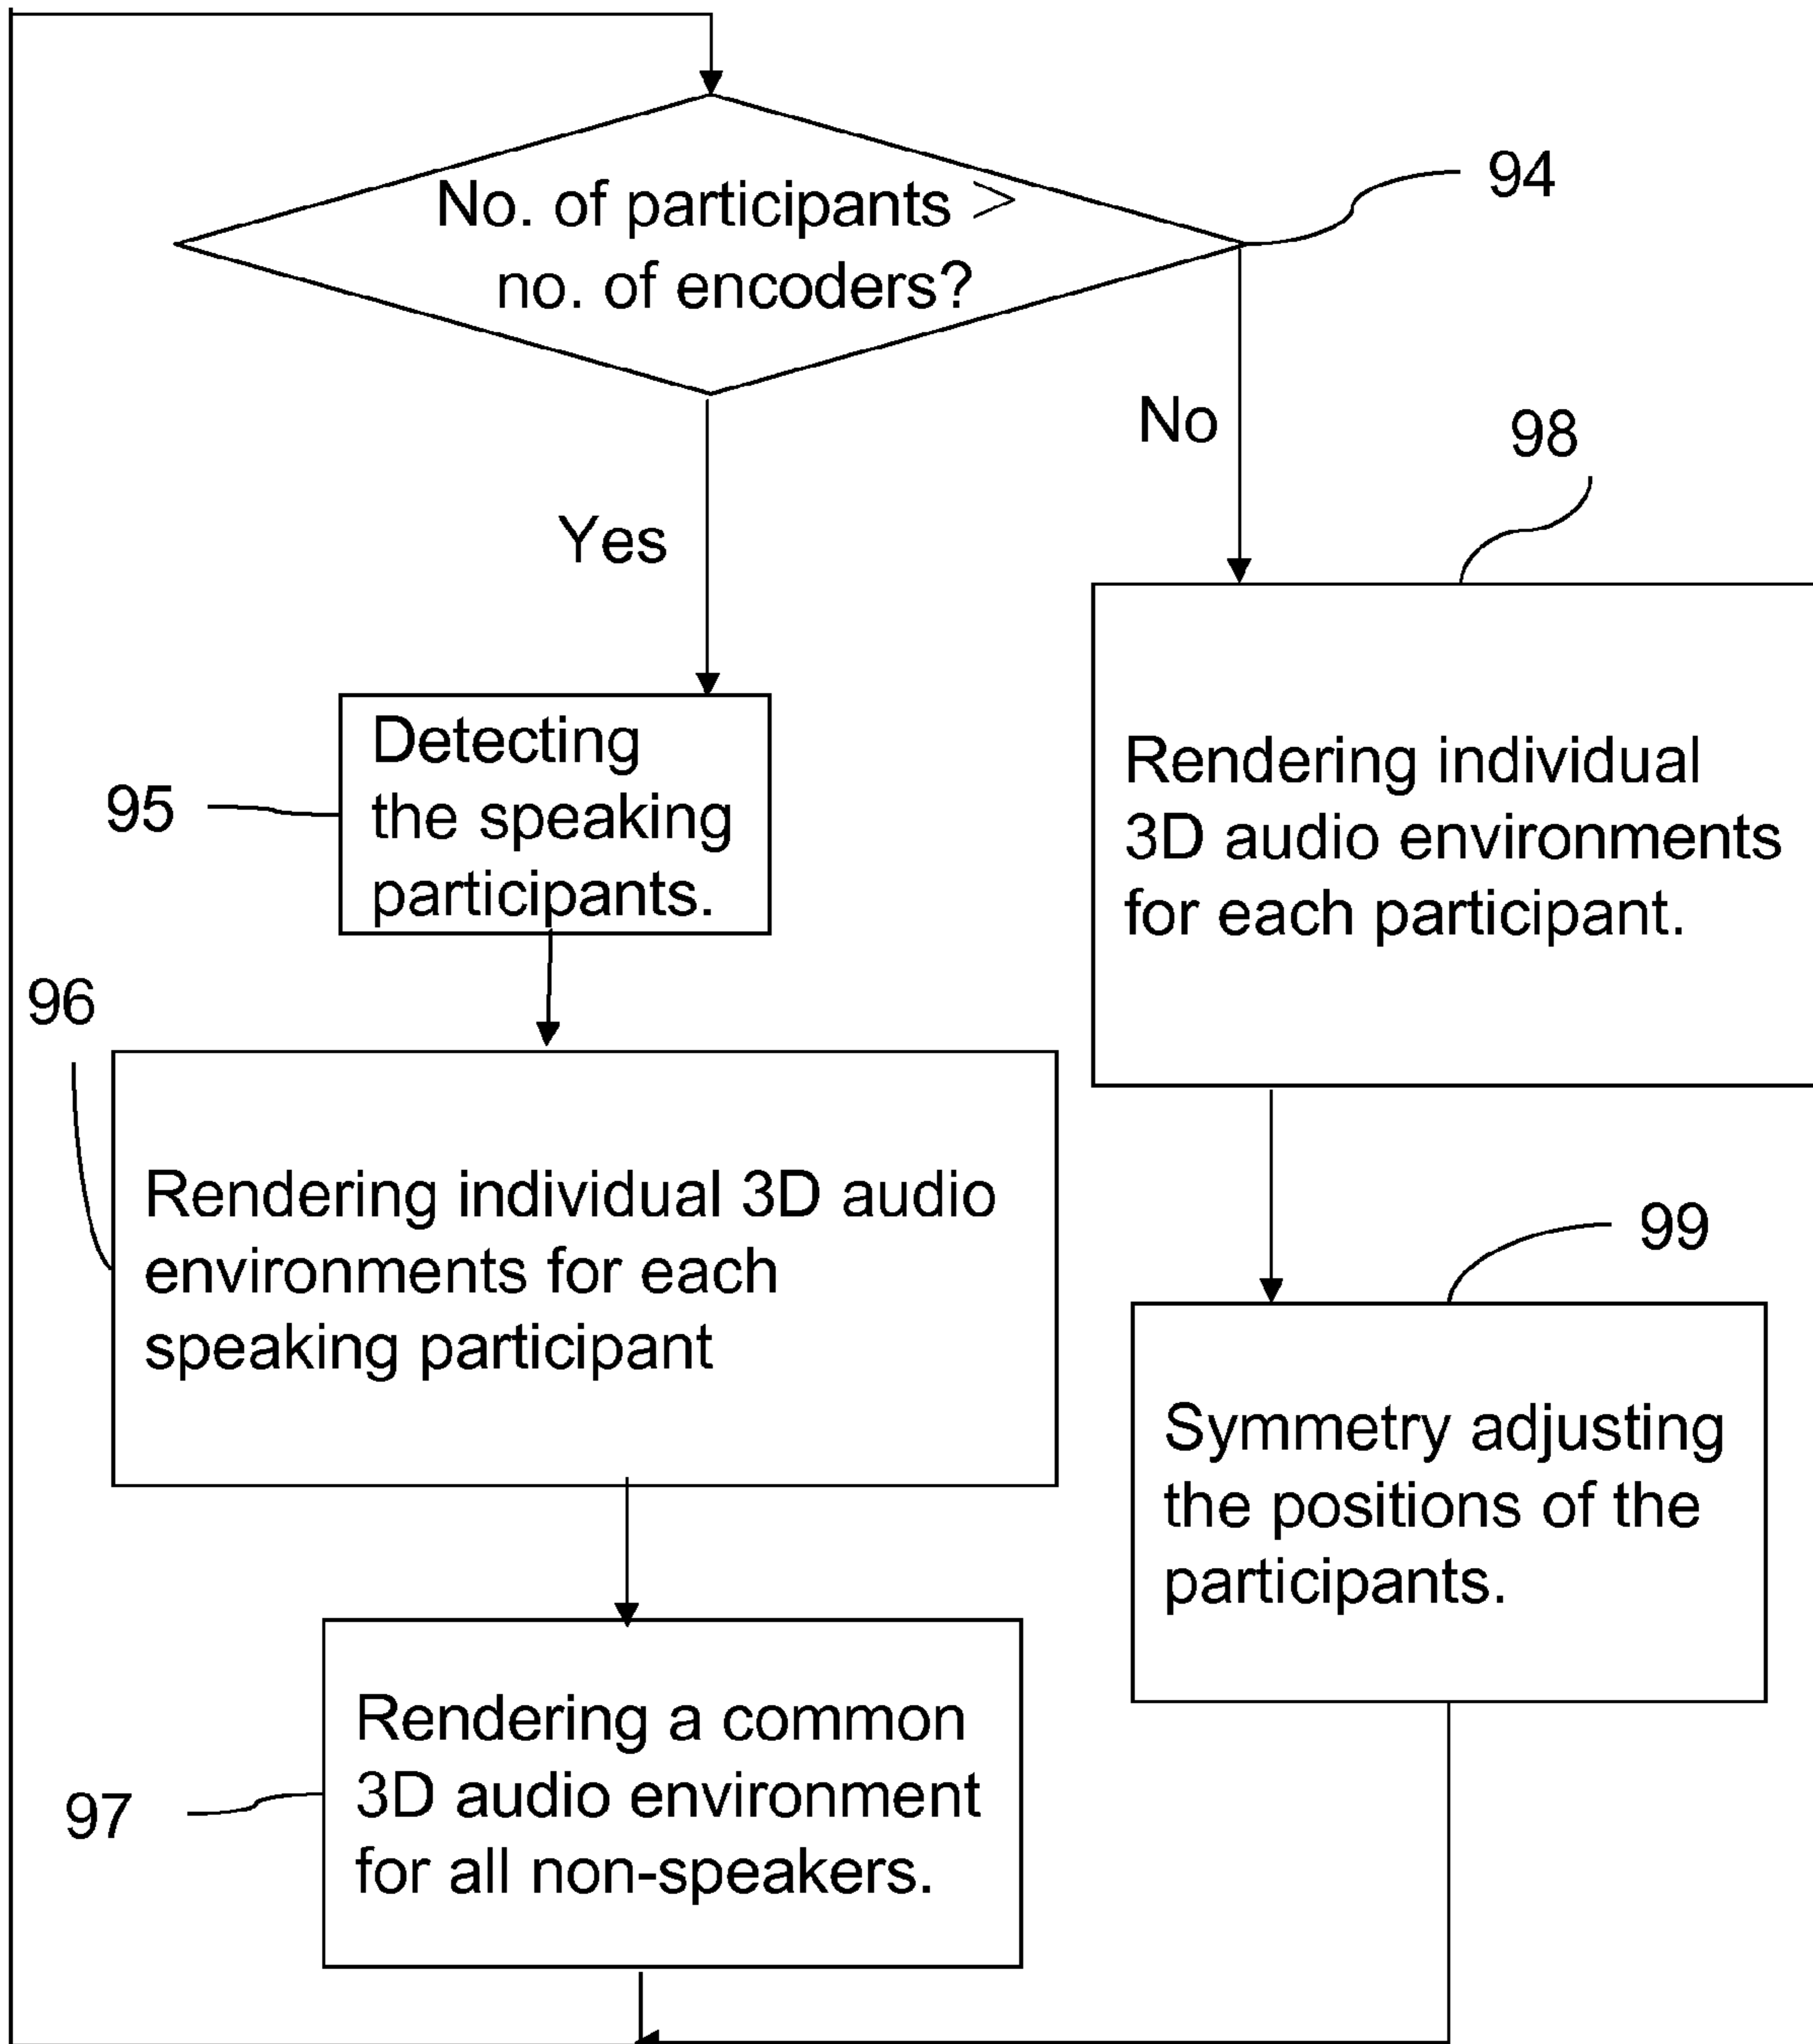 No. of participants >
no. of encoders?
94
Yes
No
98
Detecting
the speaking
participants.
95
Rendering individual
3D audio environments
for each participant.
96
Rendering individual 3D audio
environments for each
speaking participant
99
Symmetry adjusting
the positions of the
participants.
Rendering a common
3D audio environment
for all non-speakers.
97